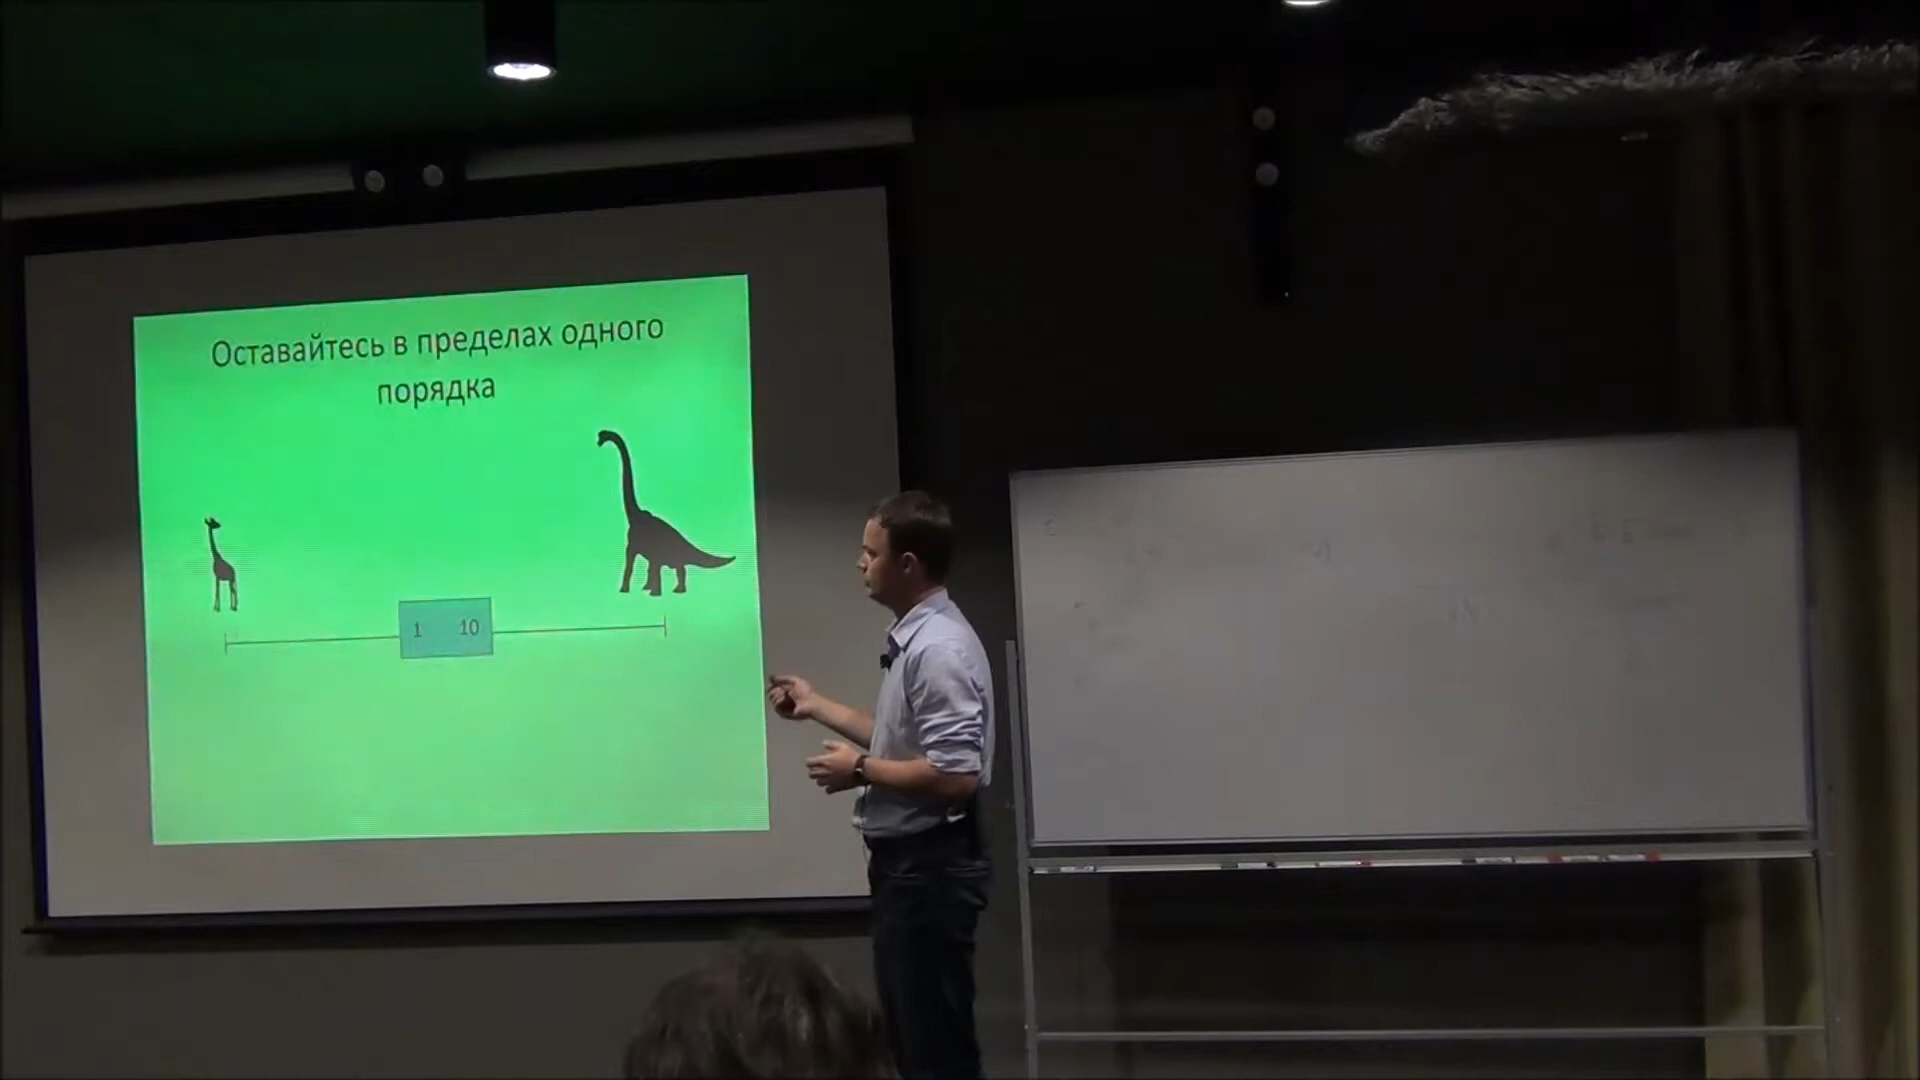 Оставайтесь в пределах одного
порядка
1 10